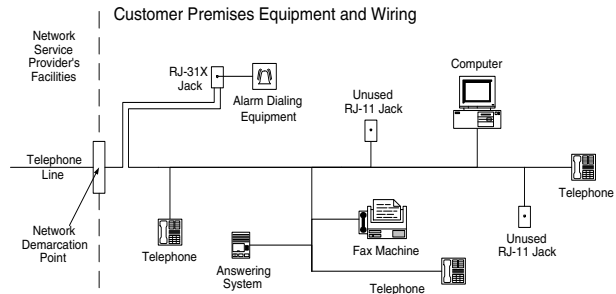 Customer Premises Equipment and Wiring
Network
Service
Provider's
Facilities
RJ-31X
Jack
Alarm Dialing
Equipment
Unused
RJ-11 Jack
Computer
Telephone
Line
Telephone
Network
Demarcation
Point
Telephone
Answering
System
Fax Machine
Telephone
Unused
RJ-11 Jack